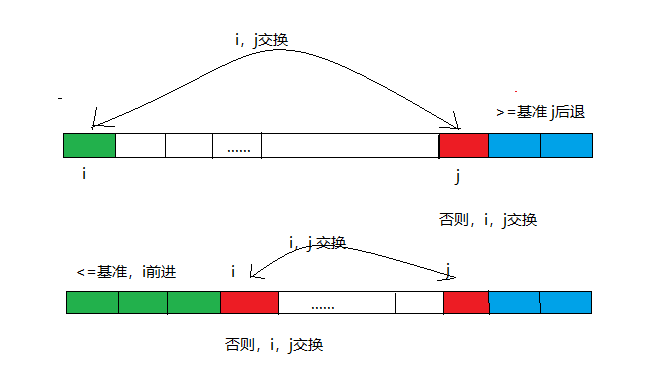 i，j交换
>=基准 j后退
......
i
j
否则，i，j交换
i，j 交换
<=基准，i前进
i
j
......
否则，i，j交换